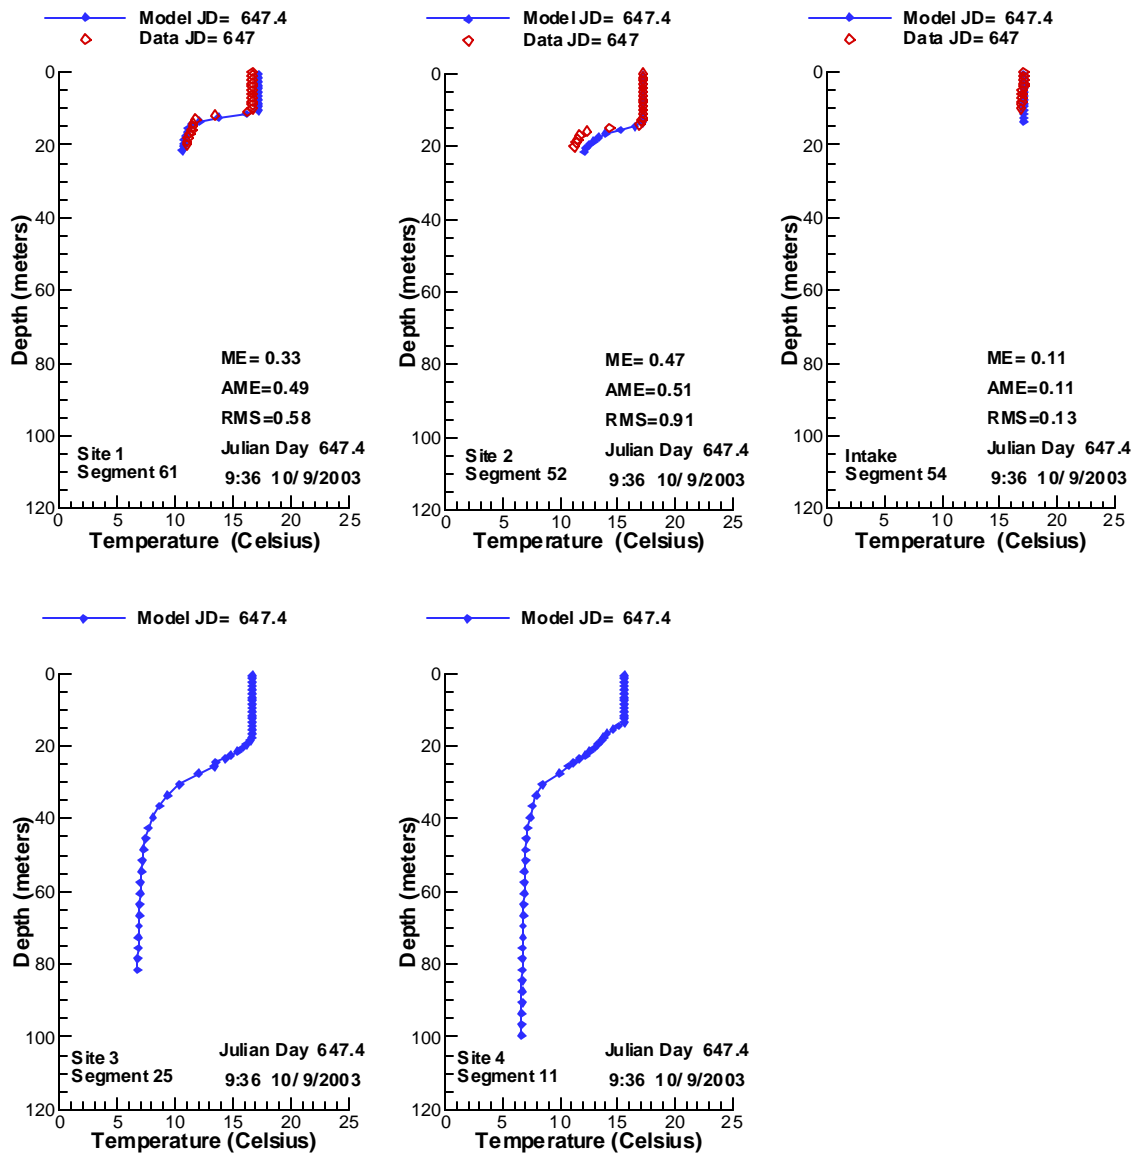 Model JD= 647.4
Data JD= 647
0
20
40
60
80
100
120
Depth (meters)
ME= 0.33
AME=0.49
RMS=0.58
Site 1
Segment 61
Julian Day 647.4
9:36 10/ 9/2003
0 5 10 15 20 25
Temperature (Celsius)
Model JD= 647.4
Data JD= 647
0
20
40
60
80
100
120
Depth (meters)
ME= 0.47
AME=0.51
RMS=0.91
Site 2
Segment 52
Julian Day 647.4
9:36 10/ 9/2003
0 5 10 15 20 25
Temperature (Celsius)
Model JD= 647.4
Data JD= 647
0
20
40
60
80
100
120
Depth (meters)
ME= 0.11
AME=0.11
RMS=0.13
Intake
Segment 54
Julian Day 647.4
9:36 10/ 9/2003
0 5 10 15 20 25
Temperature (Celsius)
Model JD= 647.4
0
20
40
60
80
100
120
Depth (meters)
Site 3
Segment 25
Julian Day 647.4
9:36 10/ 9/2003
0 5 10 15 20 25
Temperature (Celsius)
Model JD= 647.4
0
20
40
60
80
100
120
Depth (meters)
Site 4
Segment 11
Julian Day 647.4
9:36 10/ 9/2003
0 5 10 15 20 25
Temperature (Celsius)